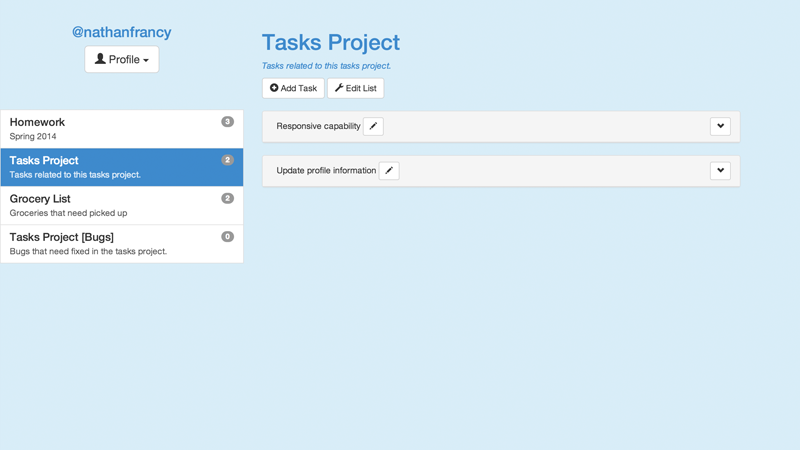 @nathanfrancy
Profile
Homework 3
Spring 2014
Tasks Project 2
Tasks related to this tasks project.
Grocery List 2
Groceries that need picked up
Tasks Project [Bugs] 0
Bugs that need fixed in the tasks project.
Tasks Project
Tasks related to this tasks project.
Add Task Edit List
Responsive capability
Update profile information